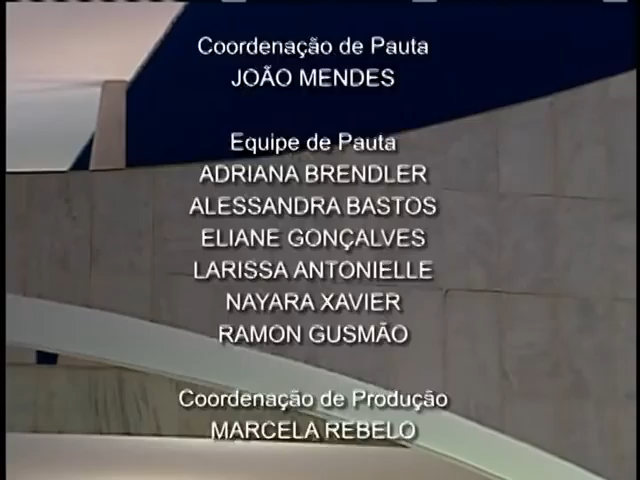 Coordenação de Pauta
JOÃO MENDES
Equipe de Pauta
ADRIANA BRENDLER
ALESSANDRA BASTOS
ELIANE GONÇALVES
LARISSA ANTONIELLE
NAYARA XAVIER
RAMON GUSMÃO
Coordenação de Produção
MARCELA REBELO